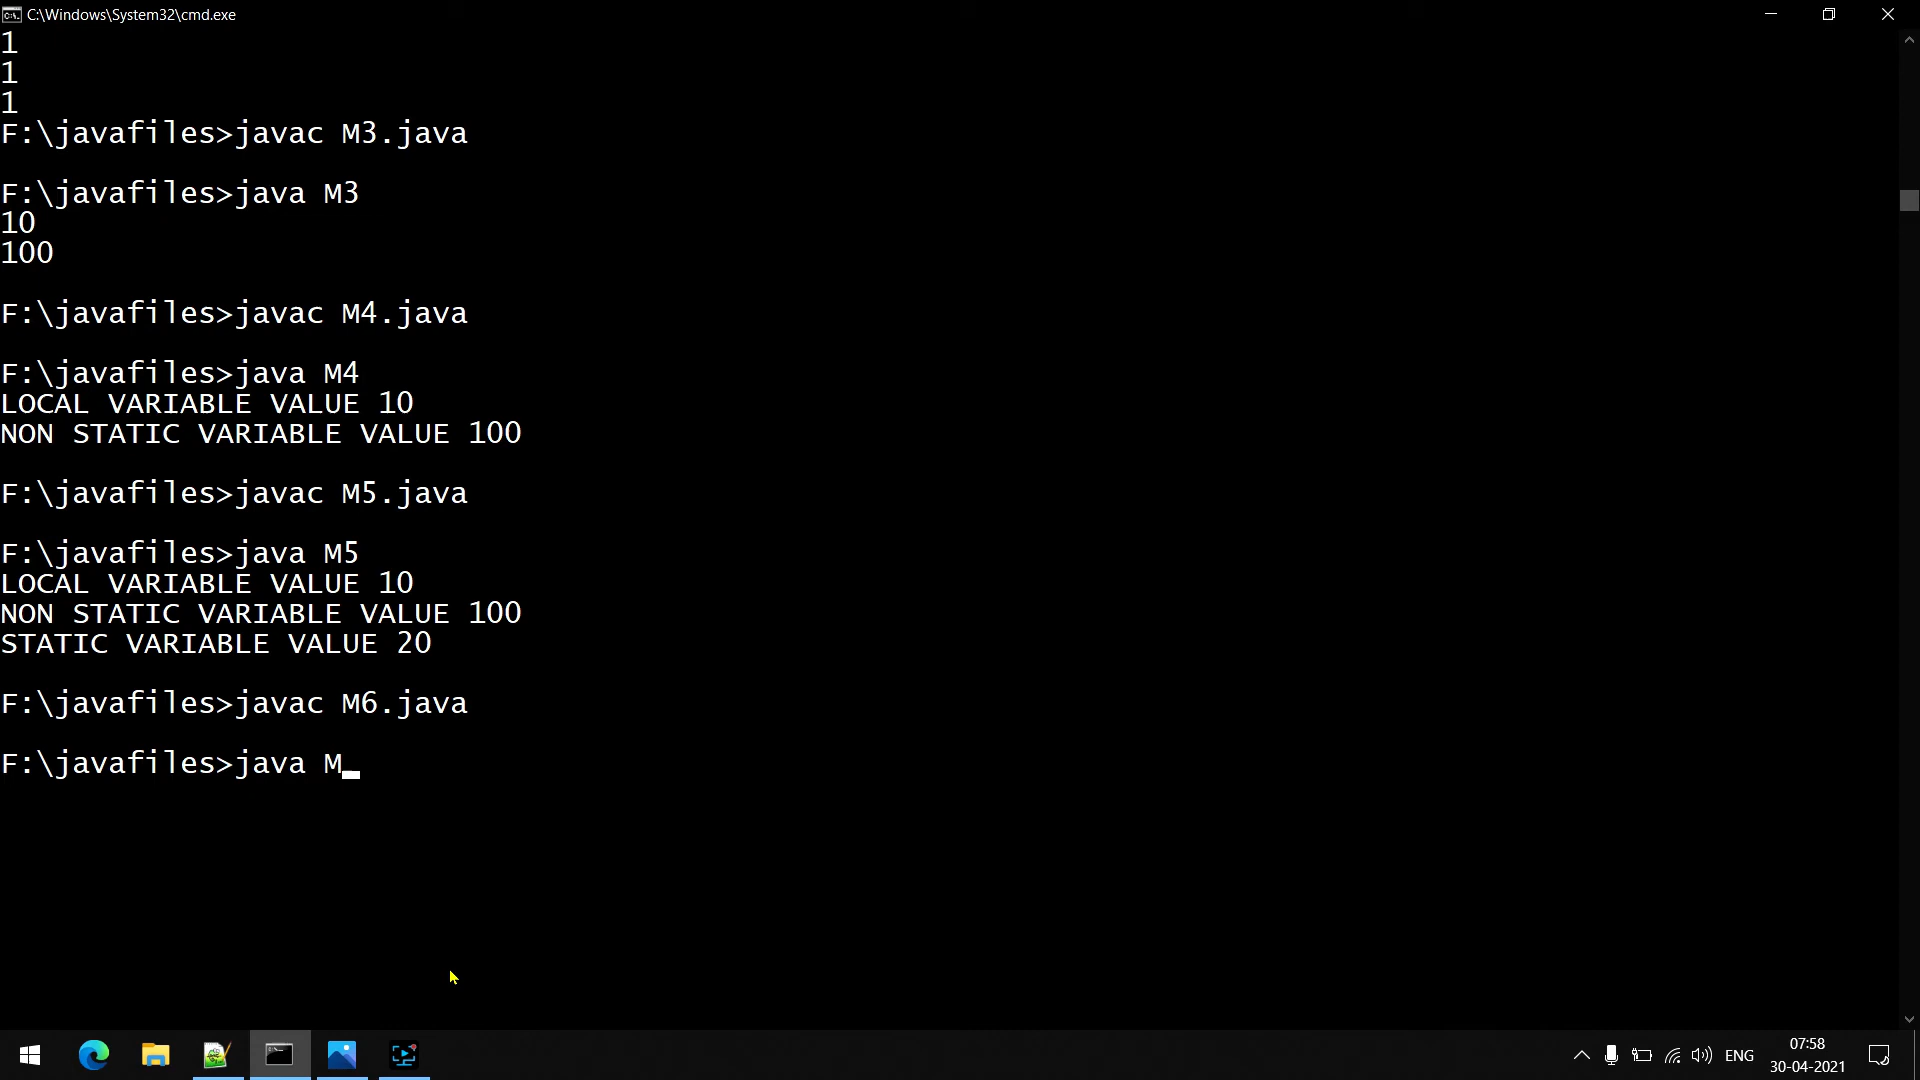 C:\Windows\System32\cmd.exe
1
1
1
F:\javafiles>javac M3.java
F:\javafiles>java M3
10
100
F:\javafiles>javac M4.java
F:\javafiles>java M4
LOCAL VARIABLE VALUE 10
NON STATIC VARIABLE VALUE 100
F:\javafiles>javac M5.java
F:\javafiles>java M5
LOCAL VARIABLE VALUE 10
NON STATIC VARIABLE VALUE 100
STATIC VARIABLE VALUE 20
F:\javafiles>javac M6.java
F:\javafiles>java M_
ENG
07:58
30-04-2021